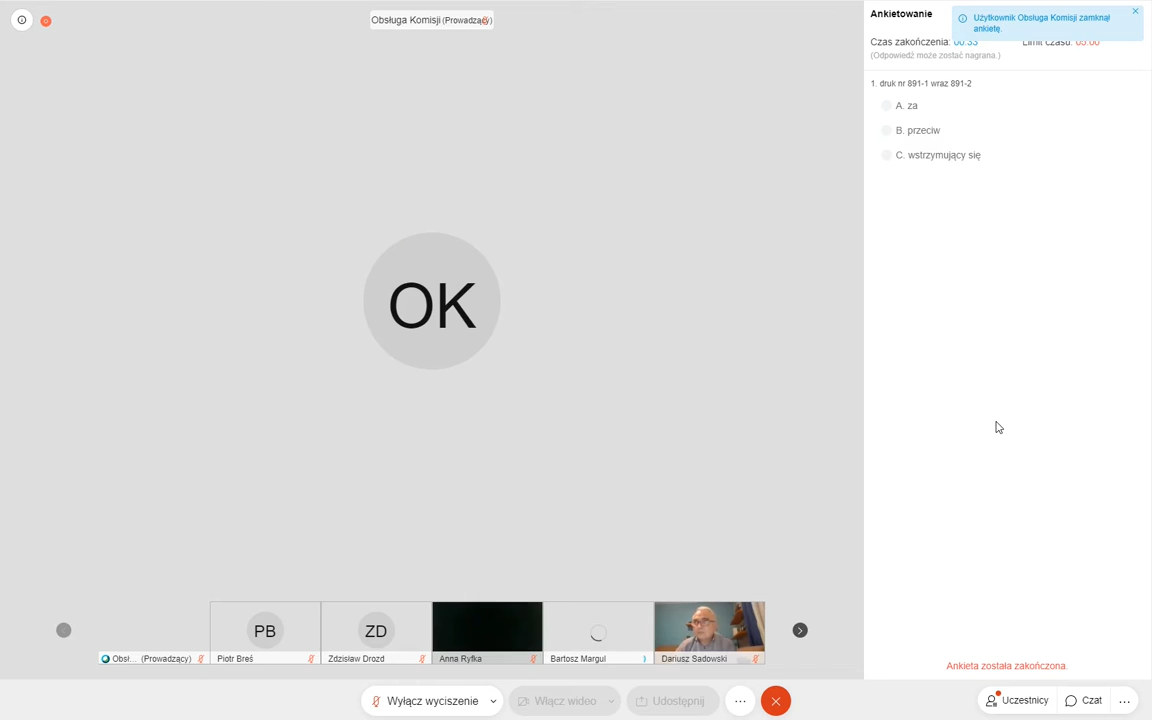 Obsługa Komisji (Prowadzący)
OK
PB
ZD
Obsł... (Prowadzący)
Piotr Breś
Zdzisław Drozd
Anna Ryfka
Bartosz Margul
Dariusz Sadowski
Wyłącz wyciszenie
Włącz wideo
Udostępnij
Ankietowanie
Użytkownik Obsługa Komisji zamknął
ankietę.
Czas zakończenia: 00:33 Limit czasu: 05:00
(Odpowiedź może zostać nagrana.)
1. druk nr 891-1 wraz 891-2
A. za
B. przeciw
C. wstrzymujący się
Ankieta została zakończona.
Uczestnicy
Czat